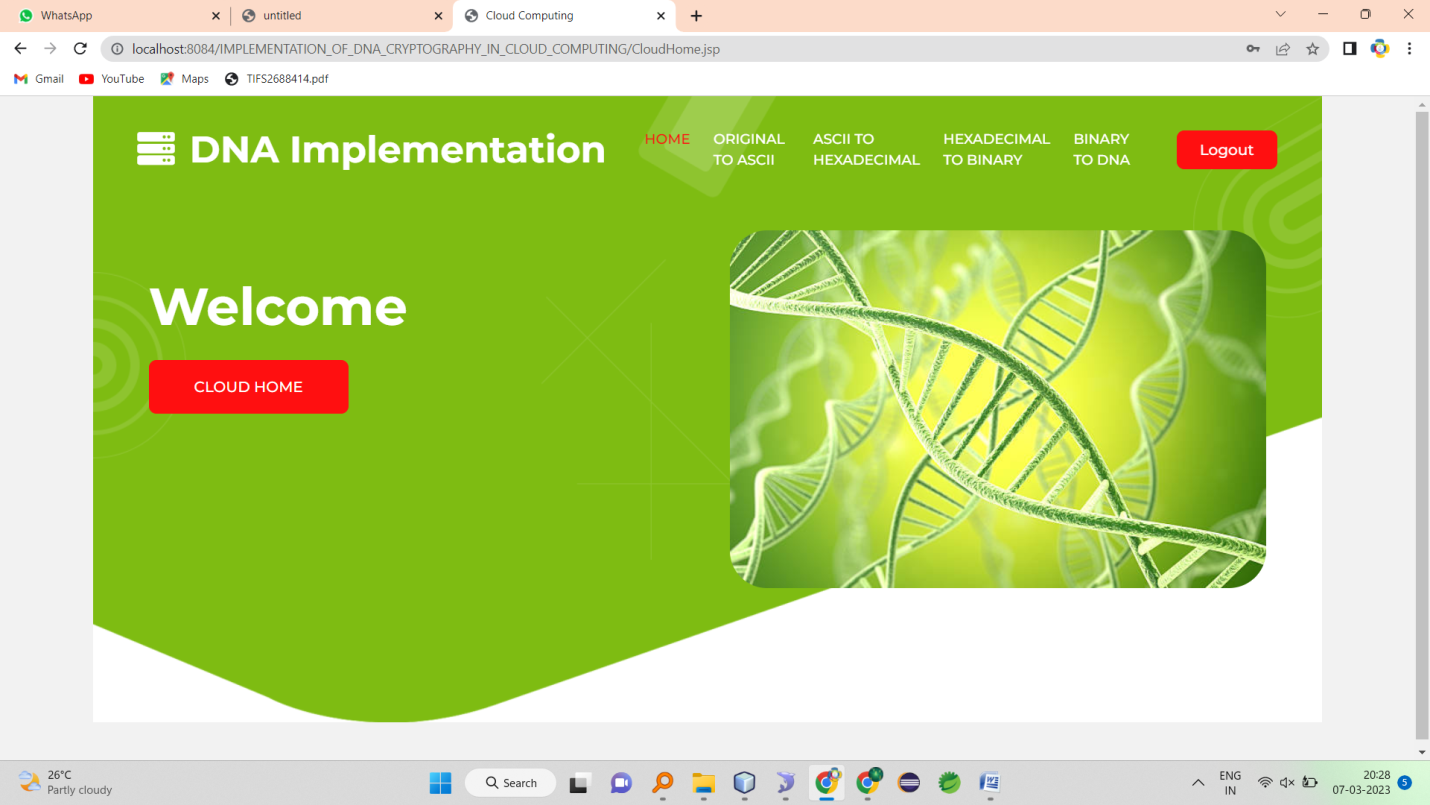 WhatsApp
untitled
Cloud Computing
localhost:8084/IMPLEMENTATION_OF_DNA_CRYPTOGRAPHY_IN_CLOUD_COMPUTING/CloudHome.jsp
Gmail
YouTube
Maps
TIFS2688414.pdf
DNA Implementation
HOME
ORIGINAL
TO ASCII
ASCII TO
HEXADECIMAL
HEXADECIMAL
TO BINARY
BINARY
TO DNA
Logout
Welcome
CLOUD HOME
26°C
Partly cloudy
Search
ENG
IN
20:28
07-03-2023
5